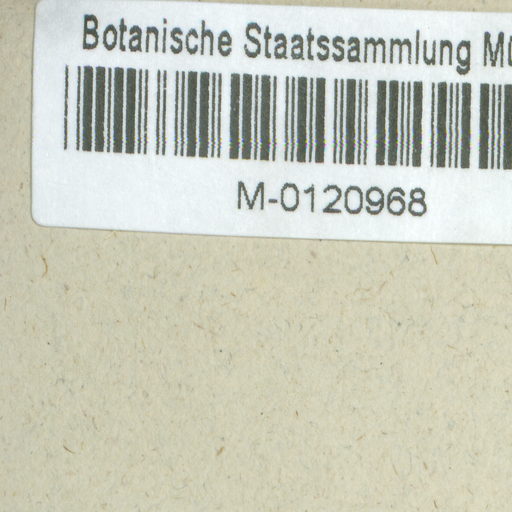 Botanische Staatssammlung Mü
M-0120968